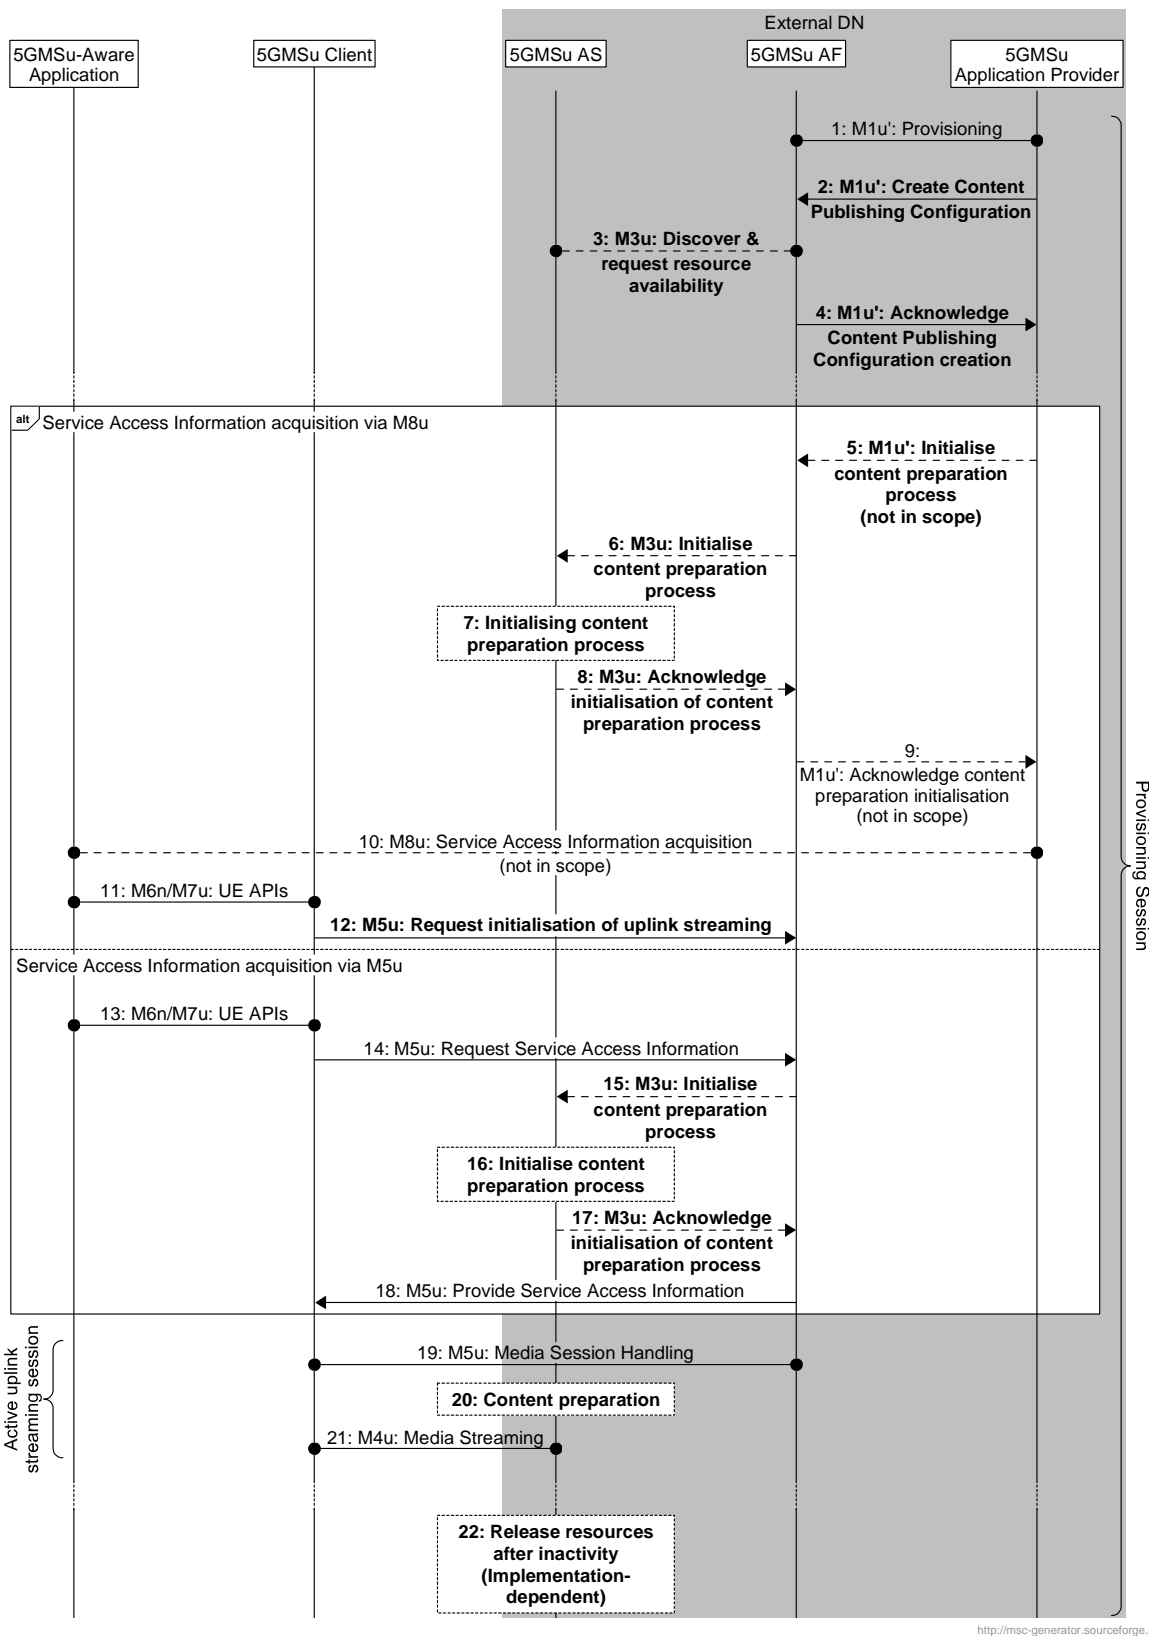 External DN
5GMSu-Aware
Application
5GMSu Client
5GMSu AS
5GMSu AF
5GMSu
Application Provider
1: M1u': Provisioning
2: M1u': Create Content
Publishing Configuration
3: M3u: Discover &
request resource
availability
4: M1u': Acknowledge
Content Publishing
Configuration creation
alt
Service Access Information acquisition via M8u
5: M1u': Initialise
content preparation
process
(not in scope)
6: M3u: Initialise
content preparation
process
7: Initialising content
preparation process
8: M3u: Acknowledge
initialisation of content
preparation process
9:
M1u': Acknowledge content
preparation initialisation
(not in scope)
10: M8u: Service Access Information acquisition
(not in scope)
11: M6n/M7u: UE APIs
12: M5u: Request initialisation of uplink streaming
Service Access Information acquisition via M5u
13: M6n/M7u: UE APIs
14: M5u: Request Service Access Information
15: M3u: Initialise
content preparation
process
16: Initialise content
preparation process
17: M3u: Acknowledge
initialisation of content
preparation process
18: M5u: Provide Service Access Information
Provisioning Session
Active uplink
streaming session
19: M5u: Media Session Handling
20: Content preparation
21: M4u: Media Streaming
22: Release resources
after inactivity
(Implementation-
dependent)
http://msc-generator.sourceforge.